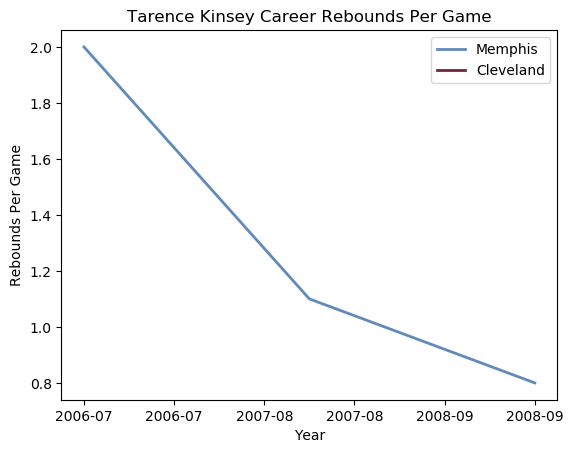 Tarence Kinsey Career Rebounds Per Game
Memphis
Cleveland
2.0
1.8
1.6
1.4
1.2
1.0
0.8
Rebounds Per Game
2006-07 2006-07 2007-08 2007-08 2008-09 2008-09
Year